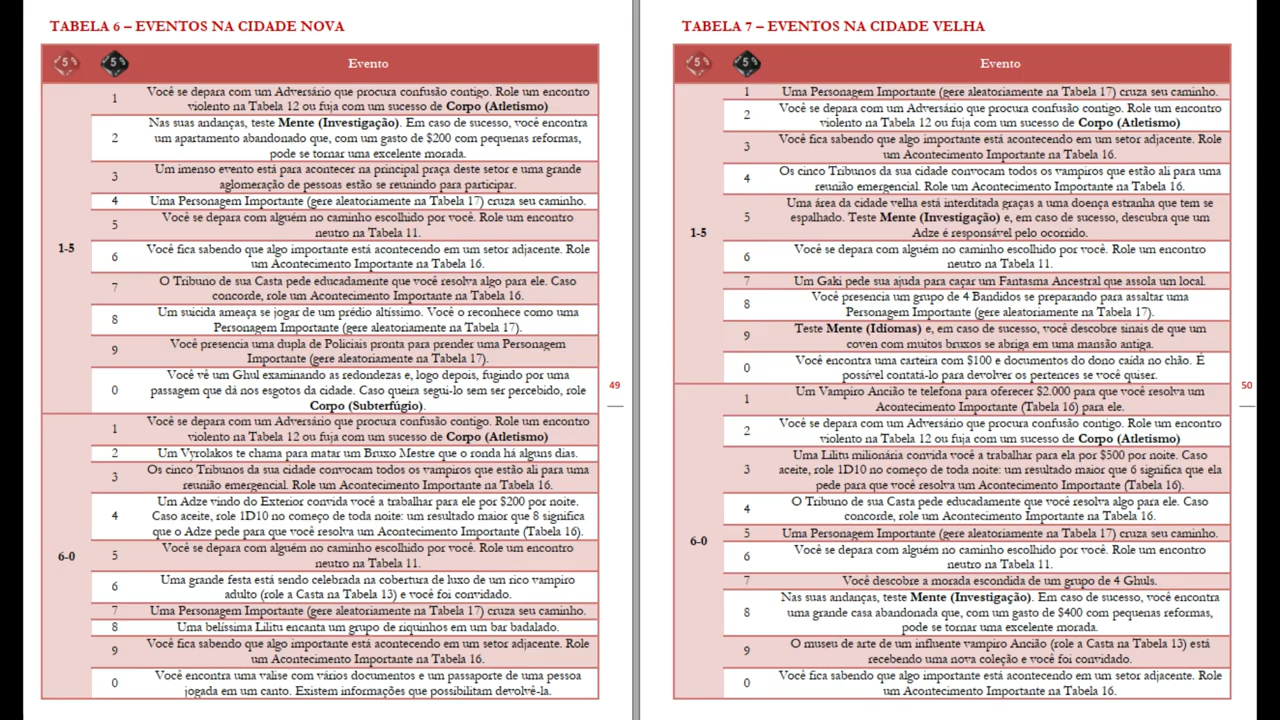 TABELA 6 – EVENTOS NA CIDADE NOVA
5 5 Evento
1-5
1 Você se depara com um Adversário que procura confusão contigo. Role um encontro
violento na Tabela 12 ou fuja com um sucesso de Corpo (Atletismo)
2 Nas suas andanças, teste Mente (Investigação). Em caso de sucesso, você encontra
um apartamento abandonado que, com um gasto de $200 com pequenas reformas,
pode se tornar uma excelente morada.
3 Um imenso evento está para acontecer na principal praça deste setor e uma grande
aglomeração de pessoas estão se reunindo para participar.
4 Uma Personagem Importante (gere aleatoriamente na Tabela 17) cruza seu caminho.
5 Você se depara com alguém no caminho escolhido por você. Role um encontro
neutro na Tabela 11.
6 Você fica sabendo que algo importante está acontecendo em um setor adjacente. Role
um Acontecimento Importante na Tabela 16.
7 O Tribuno de sua Casta pede educadamente que você resolva algo para ele. Caso
concorde, role um Acontecimento Importante na Tabela 16.
8 Um suicida ameaça se jogar de um prédio altíssimo. Você o reconhece como uma
Personagem Importante (gere aleatoriamente na Tabela 17).
9 Você presencia uma dupla de Policiais pronta para prender uma Personagem
Importante (gere aleatoriamente na Tabela 17).
0 Você vê um Ghul examinando as redondezas e, logo depois, fugindo por uma
passagem que dá nos esgotos da cidade. Caso queira segui-lo sem ser percebido, role
Corpo (Subterfúgio).
6-0
1 Você se depara com um Adversário que procura confusão contigo. Role um encontro
violento na Tabela 12 ou fuja com um sucesso de Corpo (Atletismo)
2 Um Vyrolakos te chama para matar um Bruxo Mestre que o ronda há alguns dias.
3 Os cinco Tribunos da sua cidade convocam todos os vampiros que estão ali para uma
reunião emergencial. Role um Acontecimento Importante na Tabela 16.
4 Um Adze vindo do Exterior convida você a trabalhar para ele por $200 por noite.
Caso aceite, role 1D10 no começo de toda noite: um resultado maior que 8 significa
que o Adze pede para que você resolva um Acontecimento Importante (Tabela 16).
5 Você se depara com alguém no caminho escolhido por você. Role um encontro
neutro na Tabela 11.
6 Uma grande festa está sendo celebrada na cobertura de luxo de um rico vampiro
adulto (role a Casta na Tabela 13) e você foi convidado.
7 Uma Personagem Importante (gere aleatoriamente na Tabela 17) cruza seu caminho.
8 Uma belíssima Lilitu encanta um grupo de riquinhos em um bar badalado.
9 Você fica sabendo que algo importante está acontecendo em um setor adjacente. Role
um Acontecimento Importante na Tabela 16.
0 Você encontra uma valise com vários documentos e um passaporte de uma pessoa
jogada em um canto. Existem informações que possibilitam devolvê-la.
49
TABELA 7 – EVENTOS NA CIDADE VELHA
5 5 Evento
1-5
1 Uma Personagem Importante (gere aleatoriamente na Tabela 17) cruza seu caminho.
2 Você se depara com um Adversário que procura confusão contigo. Role um encontro
violento na Tabela 12 ou fuja com um sucesso de Corpo (Atletismo)
3 Você fica sabendo que algo importante está acontecendo em um setor adjacente. Role
um Acontecimento Importante na Tabela 16.
4 Os cinco Tribunos da sua cidade convocam todos os vampiros que estão ali para uma
reunião emergencial. Role um Acontecimento Importante na Tabela 16.
5 Uma área da cidade velha está interditada graças a uma doença estranha que tem se
espalhado. Teste Mente (Investigação) e, em caso de sucesso, descubra que um
Adze é responsável pelo ocorrido.
6 Você se depara com alguém no caminho escolhido por você. Role um encontro
neutro na Tabela 11.
7 Um Gaki pede sua ajuda para caçar um Fantasma Ancestral que assola um local.
8 Você presencia um grupo de 4 Bandidos se preparando para assaltar uma
Personagem Importante (gere aleatoriamente na Tabela 17).
9 Teste Mente (Idiomas) e, em caso de sucesso, você descobre sinais de que um
coven com muitos bruxos se abriga em uma mansão antiga.
0 Você encontra uma carteira com $100 e documentos do dono caída no chão. É
possível contatá-lo para devolver os pertences se você quiser.
6-0
1 Um Vampiro Ancião te telefona para oferecer $2.000 para que você resolva um
Acontecimento Importante (Tabela 16) para ele.
2 Você se depara com um Adversário que procura confusão contigo. Role um encontro
violento na Tabela 12 ou fuja com um sucesso de Corpo (Atletismo)
3 Uma Lilitu milionária convida você a trabalhar para ela por $500 por noite. Caso
aceite, role 1D10 no começo de toda noite: um resultado maior que 6 significa que ela
pede para que você resolva um Acontecimento Importante (Tabela 16).
4 O Tribuno de sua Casta pede educadamente que você resolva algo para ele. Caso
concorde, role um Acontecimento Importante na Tabela 16.
5 Uma Personagem Importante (gere aleatoriamente na Tabela 17) cruza seu caminho.
6 Você se depara com alguém no caminho escolhido por você. Role um encontro
neutro na Tabela 11.
7 Você descobre a morada escondida de um grupo de 4 Ghuls.
8 Nas suas andanças, teste Mente (Investigação). Em caso de sucesso, você encontra
uma grande casa abandonada que, com um gasto de $400 com pequenas reformas,
pode se tornar uma excelente morada.
9 O museu de arte de um influente vampiro Ancião (role a Casta na Tabela 13) está
recebendo uma nova coleção e você foi convidado.
0 Você fica sabendo que algo importante está acontecendo em um setor adjacente. Role
um Acontecimento Importante na Tabela 16.
50